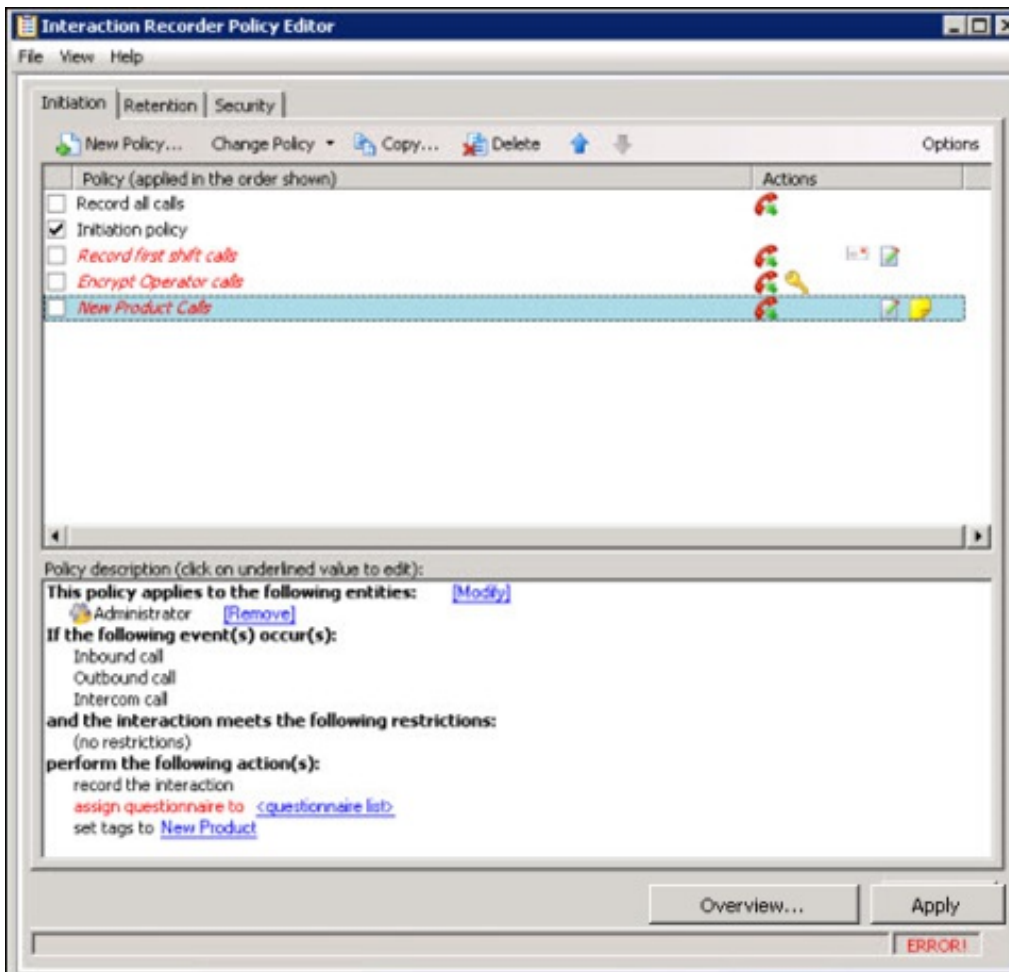 Interaction Recorder Policy Editor
File View Help
Initiation Retention Security
New Policy... Change Policy Copy... Delete Options
Policy (applied in the order shown) Actions
Record all calls
Initiation policy
Record first shift calls
Encrypt Operator calls
New Product Calls
Policy description (click on underlined value to edit):
This policy applies to the following entities: [Modify]
Administrator [Remove]
If the following event(s) occur(s):
Inbound call
Outbound call
Intercom call
and the interaction meets the following restrictions:
(no restrictions)
perform the following action(s):
record the interaction
assign questionnaire to <questionnaire list>
set tags to New Product
Overview... Apply
ERROR!